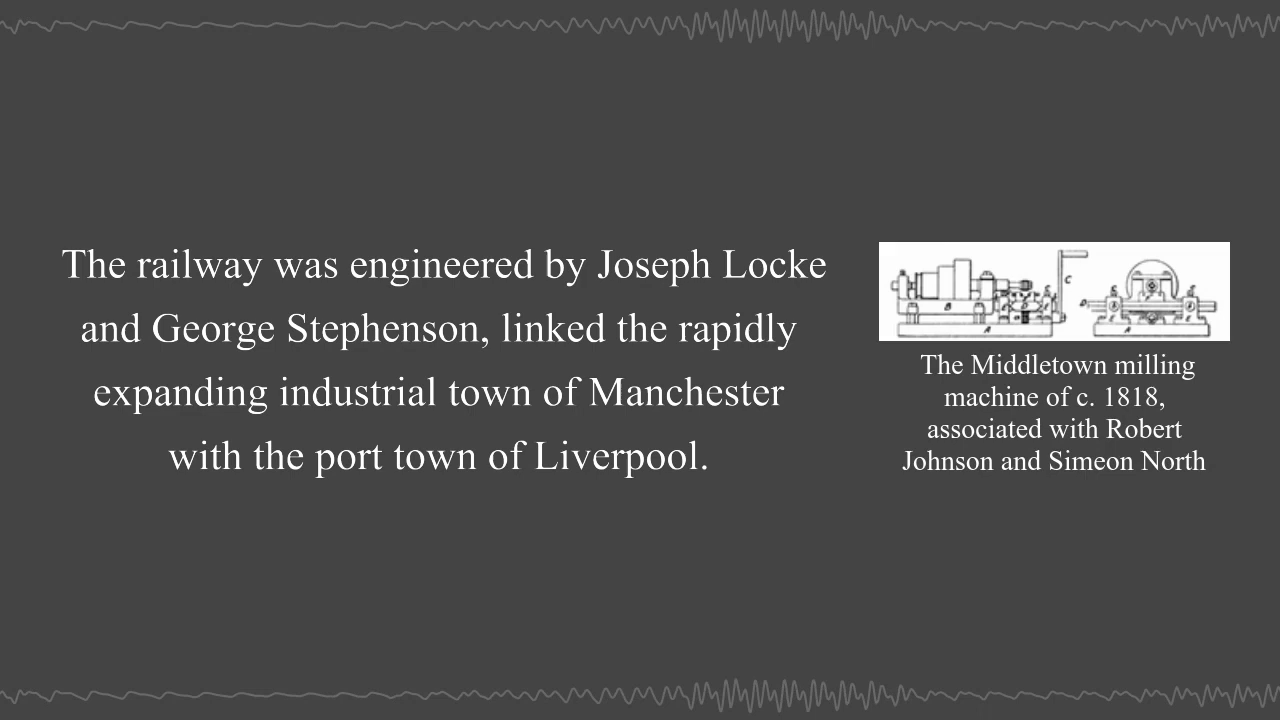 The railway was engineered by Joseph Locke
and George Stephenson, linked the rapidly
expanding industrial town of Manchester
with the port town of Liverpool.
The Middletown milling
machine of c. 1818,
associated with Robert
Johnson and Simeon North